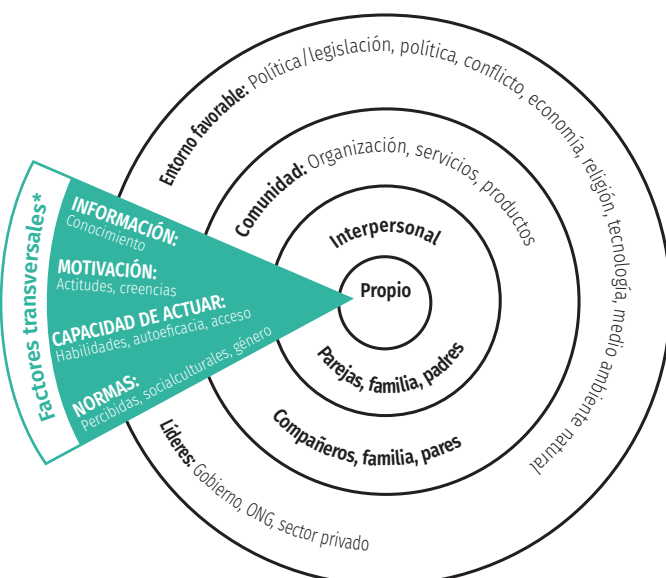 Entorno favorable: Política/legislación, política, conflicto, economía, religión, tecnología, medio ambiente natural
Comunidad: Organización, servicios, productos
Interpersonal
Propio
Parejas, familia, padres
Compañeros, familia, pares
Líderes: Gobierno, ONG, sector privado
Factores transversales*
INFORMACIÓN:
Conocimiento
MOTIVACIÓN:
Actitudes, creencias
CAPACIDAD DE ACTUAR:
Habilidades, autoeficacia, acceso
NORMAS:
Percibidas, socialculturales, género